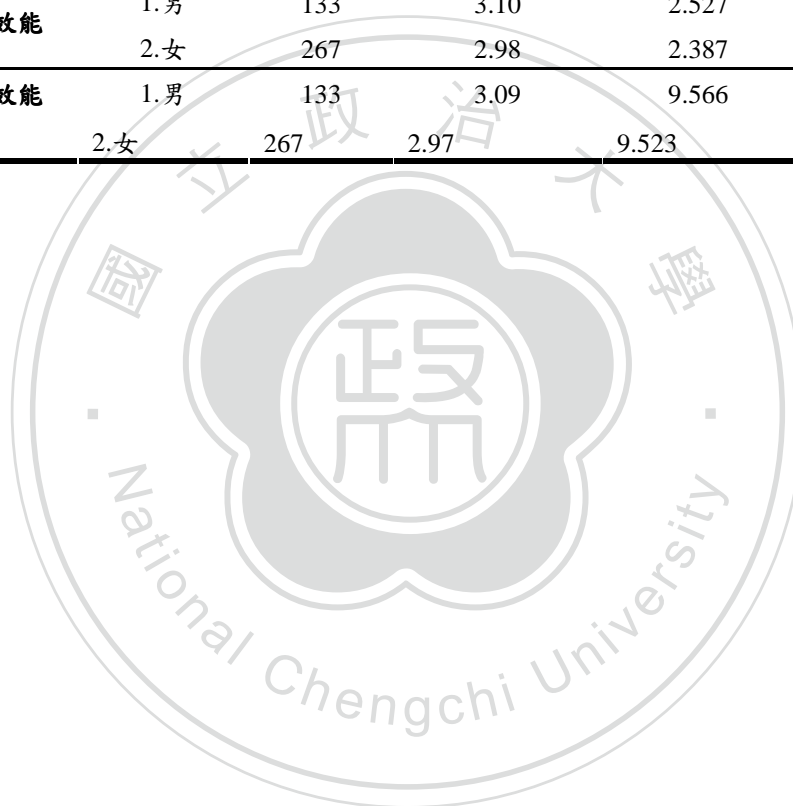 效能 1.男 133 3.10 2.527
2.女 267 2.98 2.387
效能 1.男 133 3.09 9.566
2.女 267 2.97 9.523
國立政治大學
政
National Chengchi University